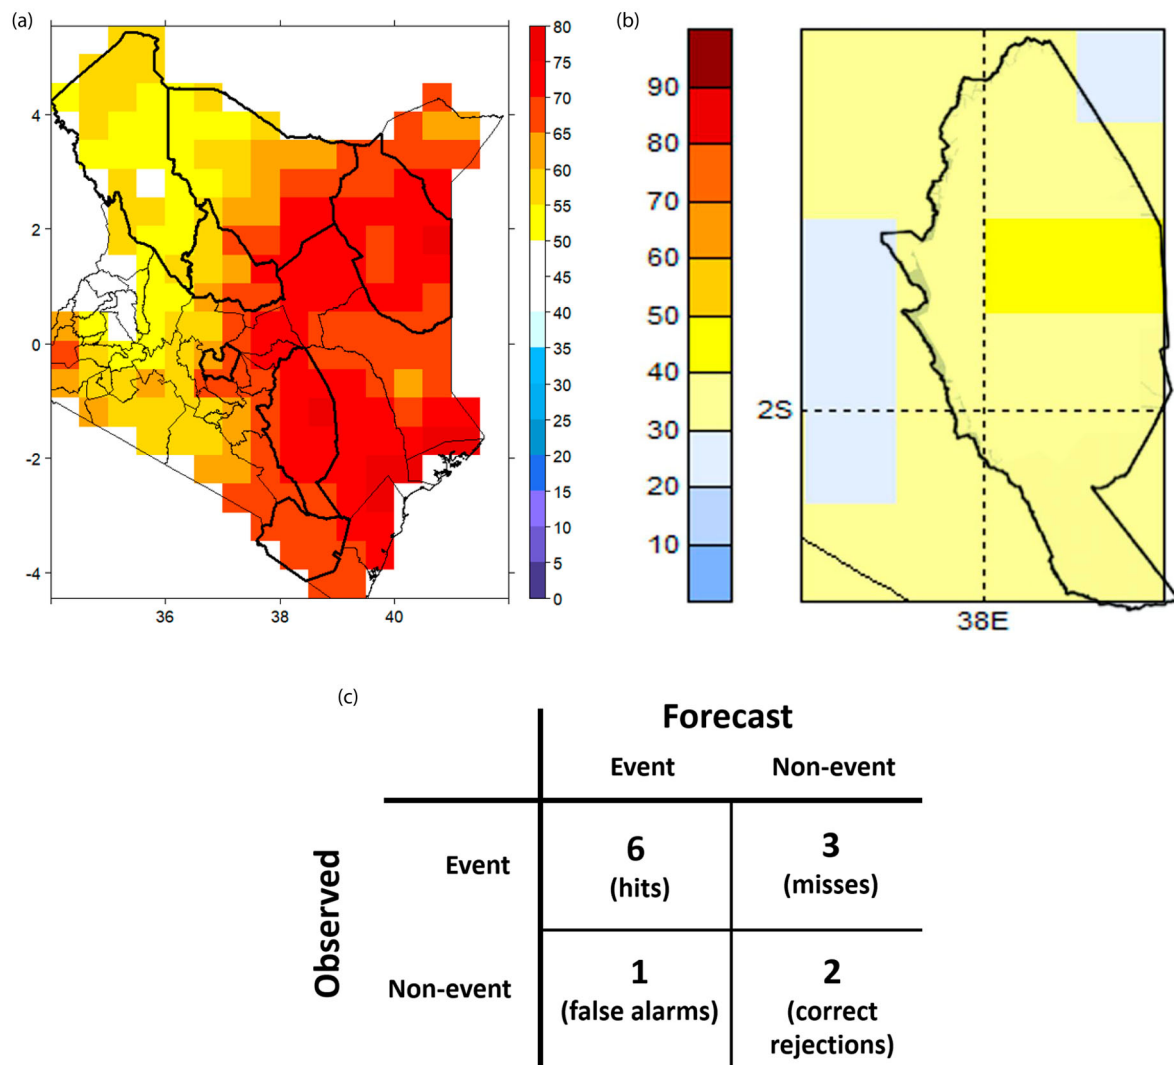 (a)
4
2
0
-2
-4
36
38
40
80
75
70
65
60
55
50
45
40
35
30
25
20
15
10
5
0
(b)
90
80
70
60
50
40
30
20
10
2S
38E
(c)
Forecast
Event
Non-event
Observed
Event
6
(hits)
3
(misses)
Non-event
1
(false alarms)
2
(correct
rejections)